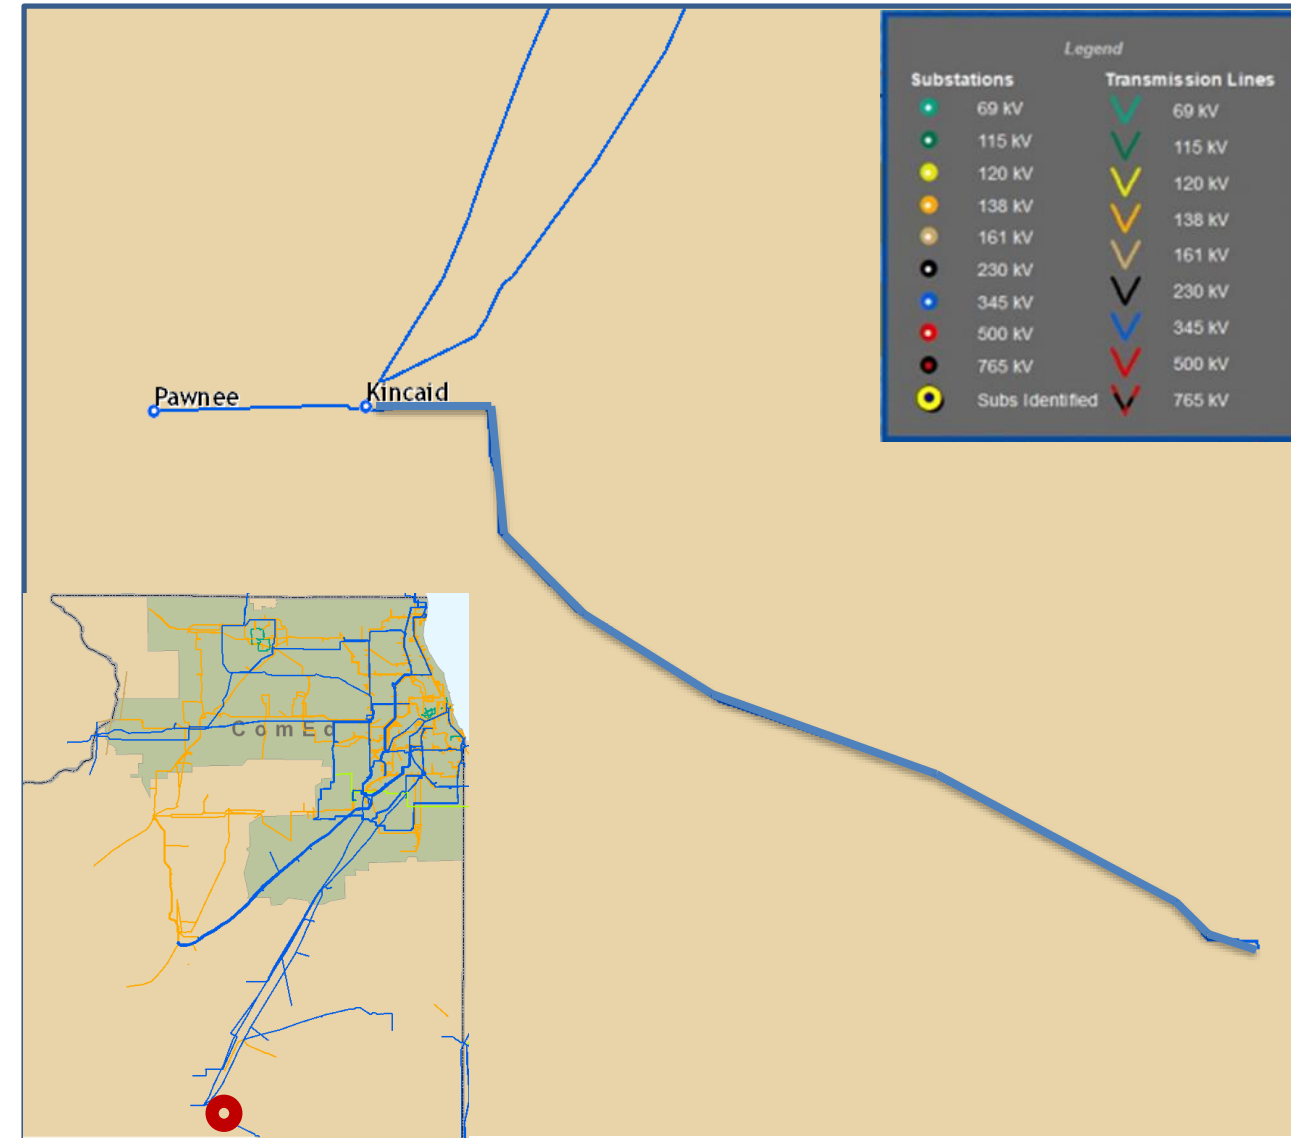 Legend
Substations Transmission Lines
69 kV 69 kV
115 kV 115 kV
120 kV 120 kV
138 kV 138 kV
161 kV 161 kV
230 kV 230 kV
345 kV 345 kV
500 kV 500 kV
765 kV 765 kV
Subs Identified
Pawnee
Kincaid
ComEd